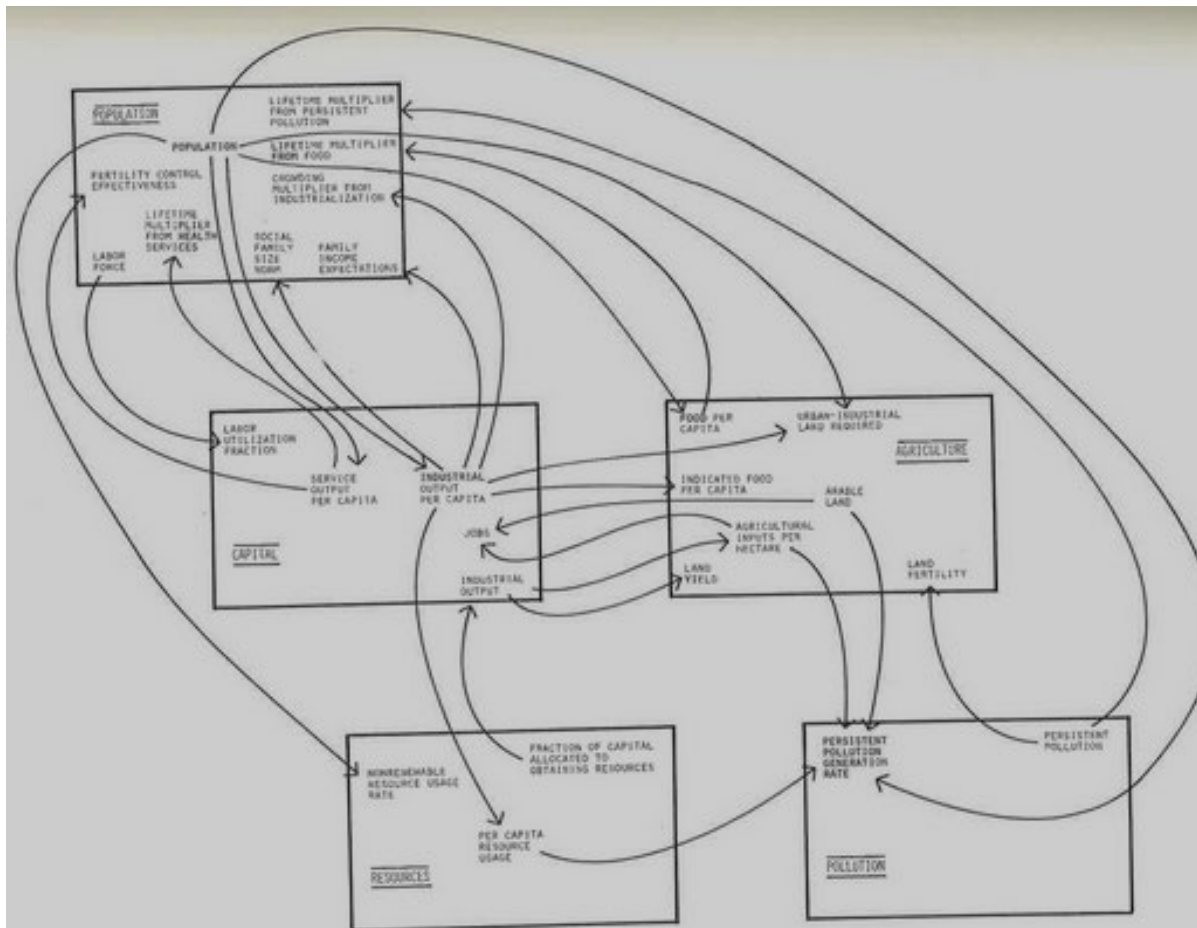 POPULATION
LIFETIME MULTIPLIER
FROM PERSISTENT
POLLUTION
POPULATION
LIFETIME MULTIPLIER
FROM FOOD
FERTILITY CONTROL
EFFECTIVENESS
CROWDING
MULTIPLIER FROM
INDUSTRIALIZATION
LIFETIME
MULTIPLIER
FROM HEALTH
SERVICES
SOCIAL
FAMILY
SIZE
NORM
FAMILY
INCOME
EXPECTATIONS
LABOR
FORCE
LABOR
UTILIZATION
FRACTION
SERVICE
OUTPUT
PER CAPITA
INDUSTRIAL
OUTPUT
PER CAPITA
JOBS
CAPITAL
INDUSTRIAL
OUTPUT
FOOD PER
CAPITA
URBAN-INDUSTRIAL
LAND REQUIRED
AGRICULTURE
INDICATED FOOD
PER CAPITA
ARABLE
LAND
AGRICULTURAL
INPUTS PER
HECTARE
LAND
YIELD
LAND
FERTILITY
FRACTION OF CAPITAL
ALLOCATED TO
OBTAINING RESOURCES
NONRENEWABLE
RESOURCE USAGE
RATE
PER CAPITA
RESOURCE
USAGE
RESOURCES
PERSISTENT
POLLUTION
GENERATION
RATE
PERSISTENT
POLLUTION
POLLUTION